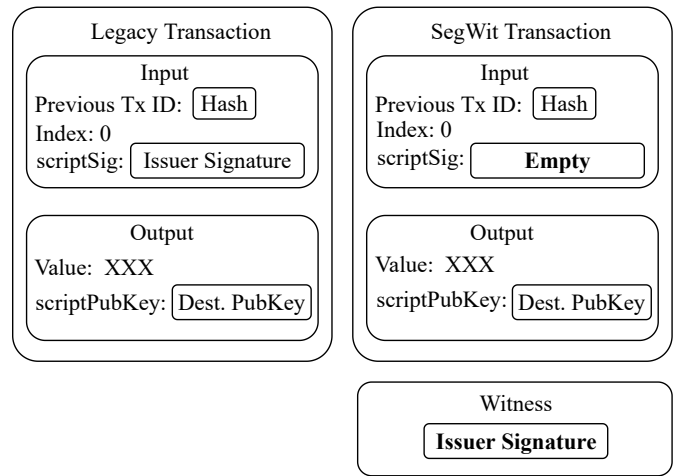 Legacy Transaction
Input
Previous Tx ID: Hash
Index: 0
scriptSig: Issuer Signature
Output
Value: XXX
scriptPubKey: Dest. PubKey
SegWit Transaction
Input
Previous Tx ID: Hash
Index: 0
scriptSig: Empty
Output
Value: XXX
scriptPubKey: Dest. PubKey
Witness
Issuer Signature